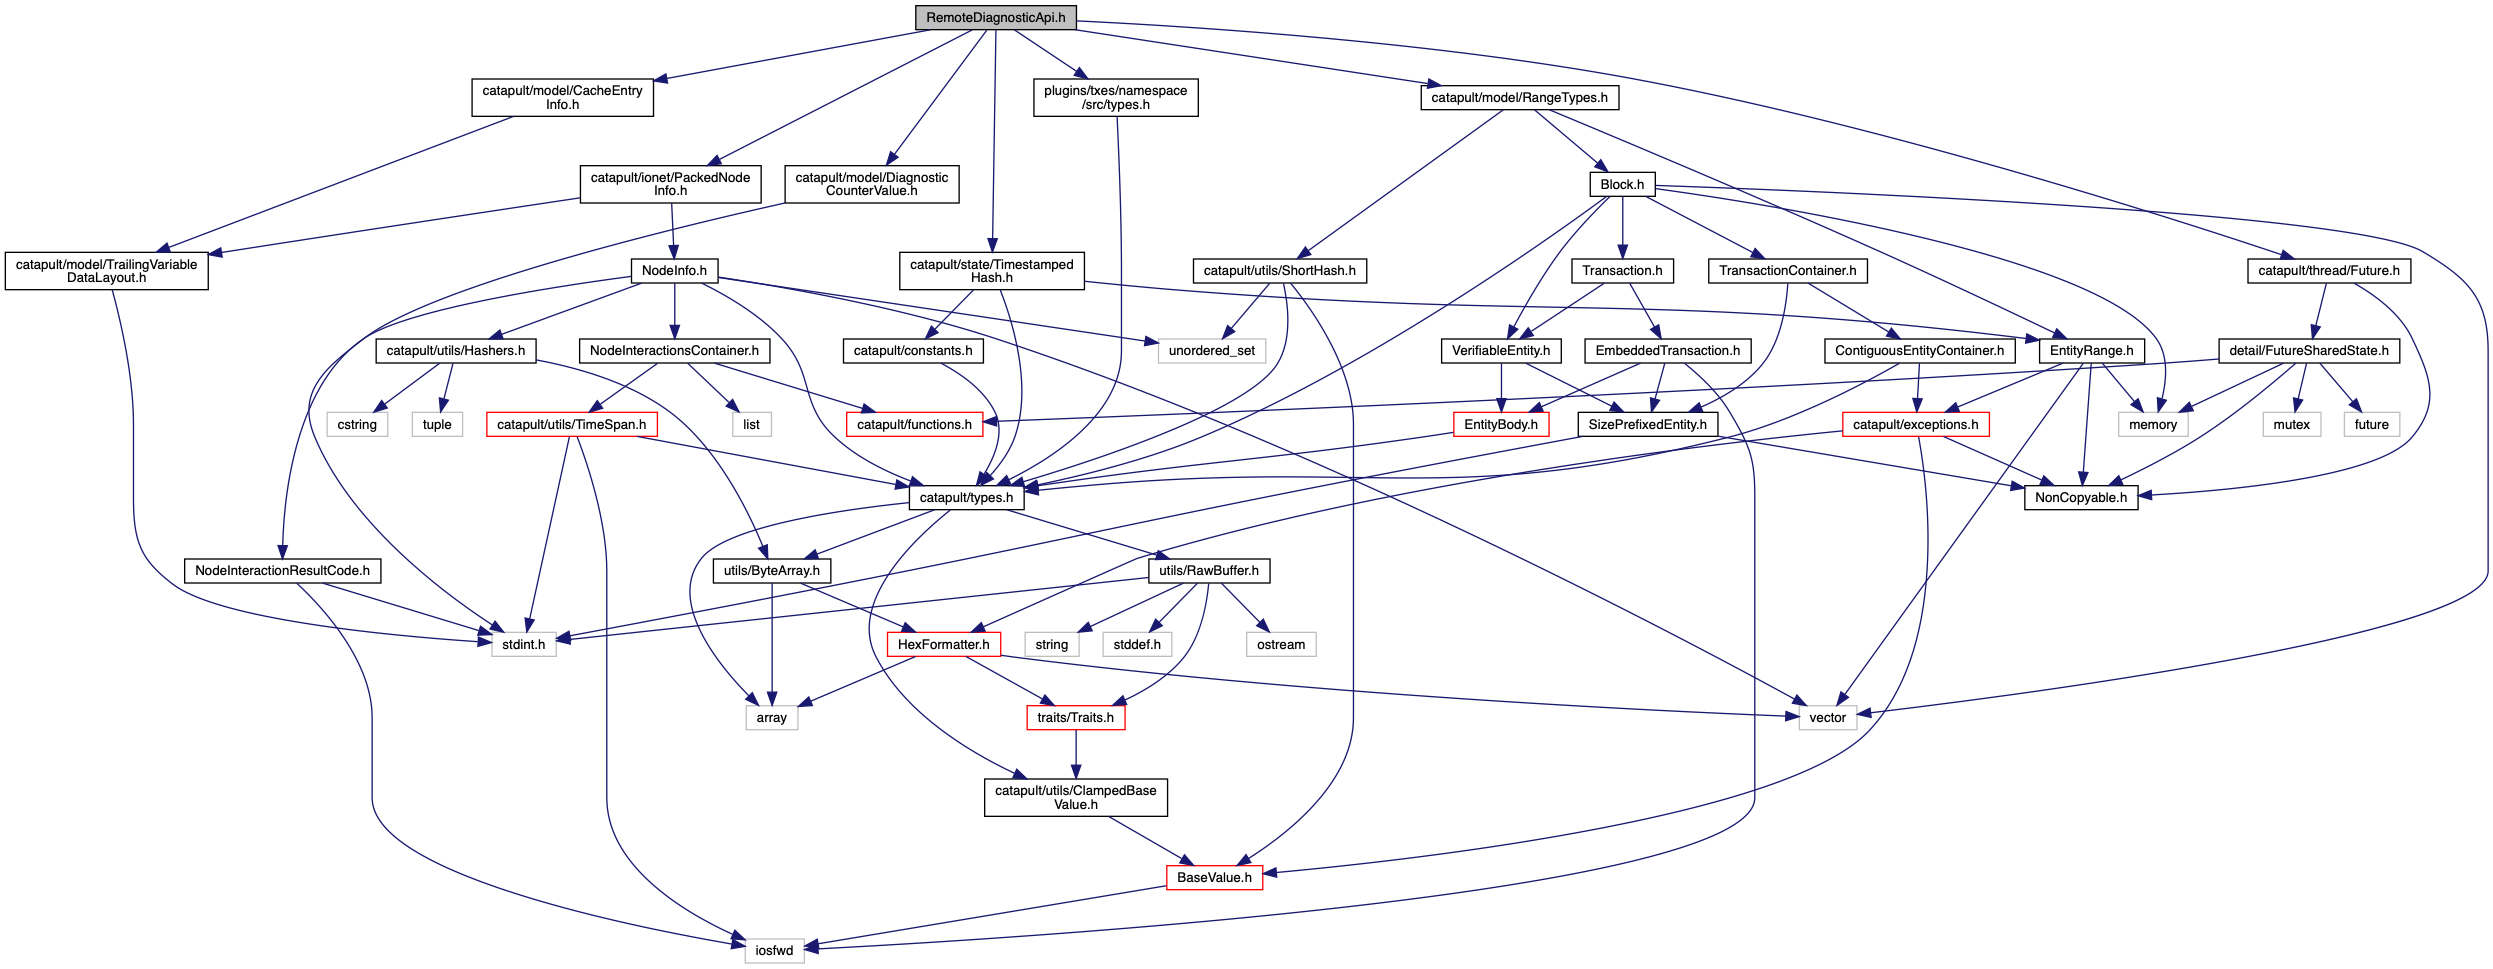 RemoteDiagnosticApi.h
catapult/model/CacheEntry
Info.h
plugins/txes/namespace
/src/types.h
catapult/model/RangeTypes.h
catapult/ionet/PackedNode
Info.h
catapult/model/Diagnostic
CounterValue.h
Block.h
catapult/model/TrailingVariable
DataLayout.h
NodeInfo.h
catapult/state/Timestamped
Hash.h
catapult/utils/ShortHash.h
Transaction.h
TransactionContainer.h
catapult/thread/Future.h
catapult/utils/Hashers.h
NodeInteractionsContainer.h
catapult/constants.h
unordered_set
VerifiableEntity.h
EmbeddedTransaction.h
ContiguousEntityContainer.h
EntityRange.h
detail/FutureSharedState.h
cstring
tuple
catapult/utils/TimeSpan.h
list
catapult/functions.h
EntityBody.h
SizePrefixedEntity.h
catapult/exceptions.h
memory
mutex
future
catapult/types.h
NonCopyable.h
NodeInteractionResultCode.h
utils/ByteArray.h
utils/RawBuffer.h
stdint.h
HexFormatter.h
string
stddef.h
ostream
array
traits/Traits.h
vector
catapult/utils/ClampedBase
Value.h
BaseValue.h
iosfwd